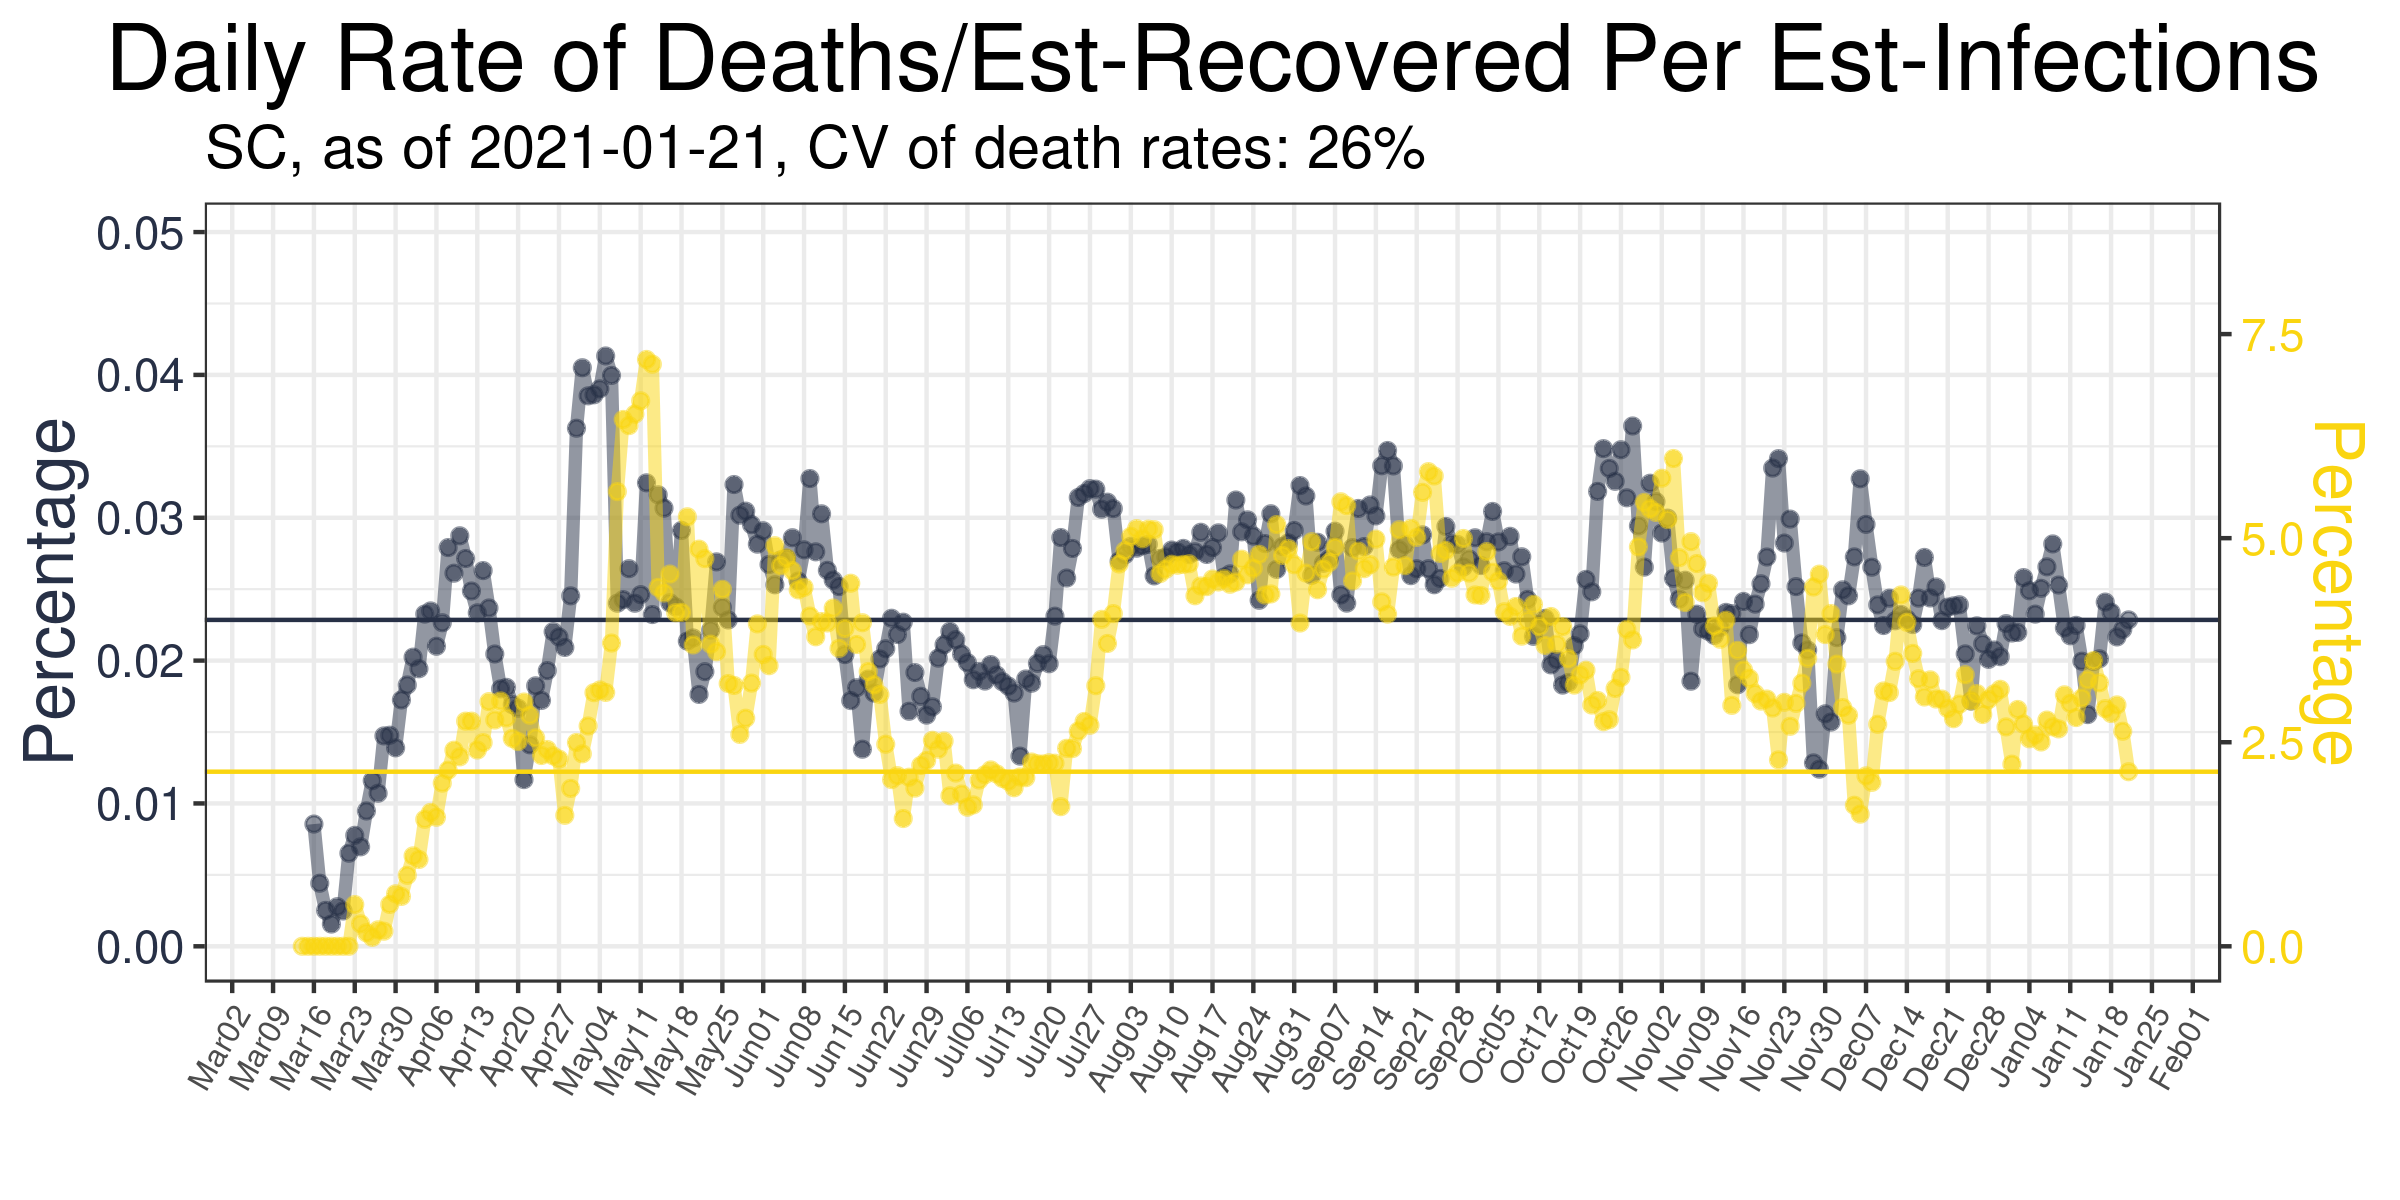 Daily Rate of Deaths/Est-Recovered Per Est-Infections
SC, as of 2021-01-21, CV of death rates: 26%
Percentage
0.05
0.04
0.03
0.02
0.01
0.00
7.5
5.0
2.5
0.0
Percentage
Mar02 Mar09 Mar16 Mar23 Mar30 Apr06 Apr13 Apr20 Apr27 May04 May11 May18 May25 Jun01 Jun08 Jun15 Jun22 Jun29 Jul06 Jul13 Jul20 Jul27 Aug03 Aug10 Aug17 Aug24 Aug31 Sep07 Sep14 Sep21 Sep28 Oct05 Oct12 Oct19 Oct26 Nov02 Nov09 Nov16 Nov23 Nov30 Dec07 Dec14 Dec21 Dec28 Jan04 Jan11 Jan18 Jan25 Feb01